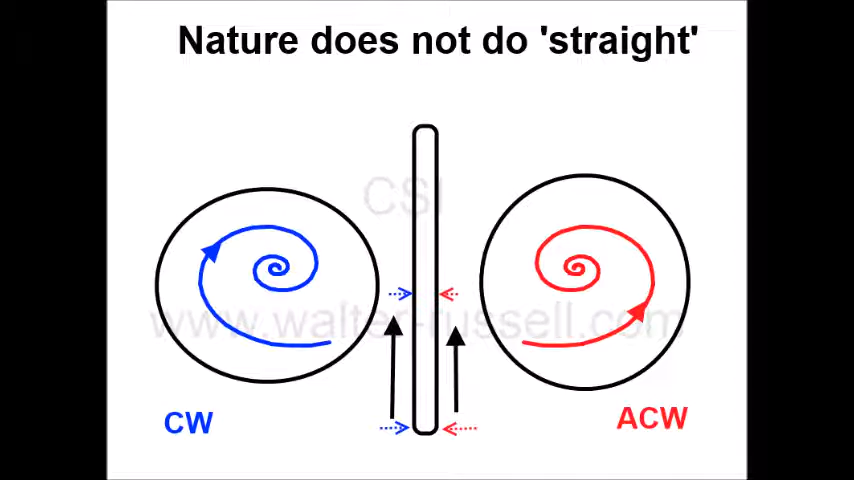 Nature does not do 'straight'
CSI
www.walter-russell.com
CW
ACW